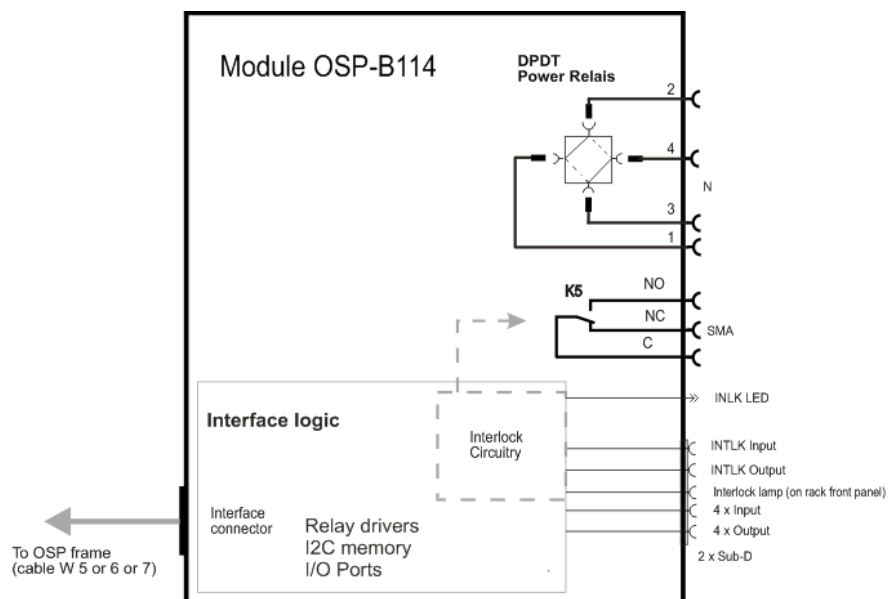 Module OSP-B114
DPDT
Power Relais
2
4
N
3
1
K5
NO
NC
SMA
C
INLK LED
Interface logic
Interlock
Circuitry
INTLK Input
INTLK Output
Interlock lamp (on rack front panel)
4 x Input
4 x Output
2 x Sub-D
Interface
connector
Relay drivers
I2C memory
I/O Ports
To OSP frame
(cable W 5 or 6 or 7)